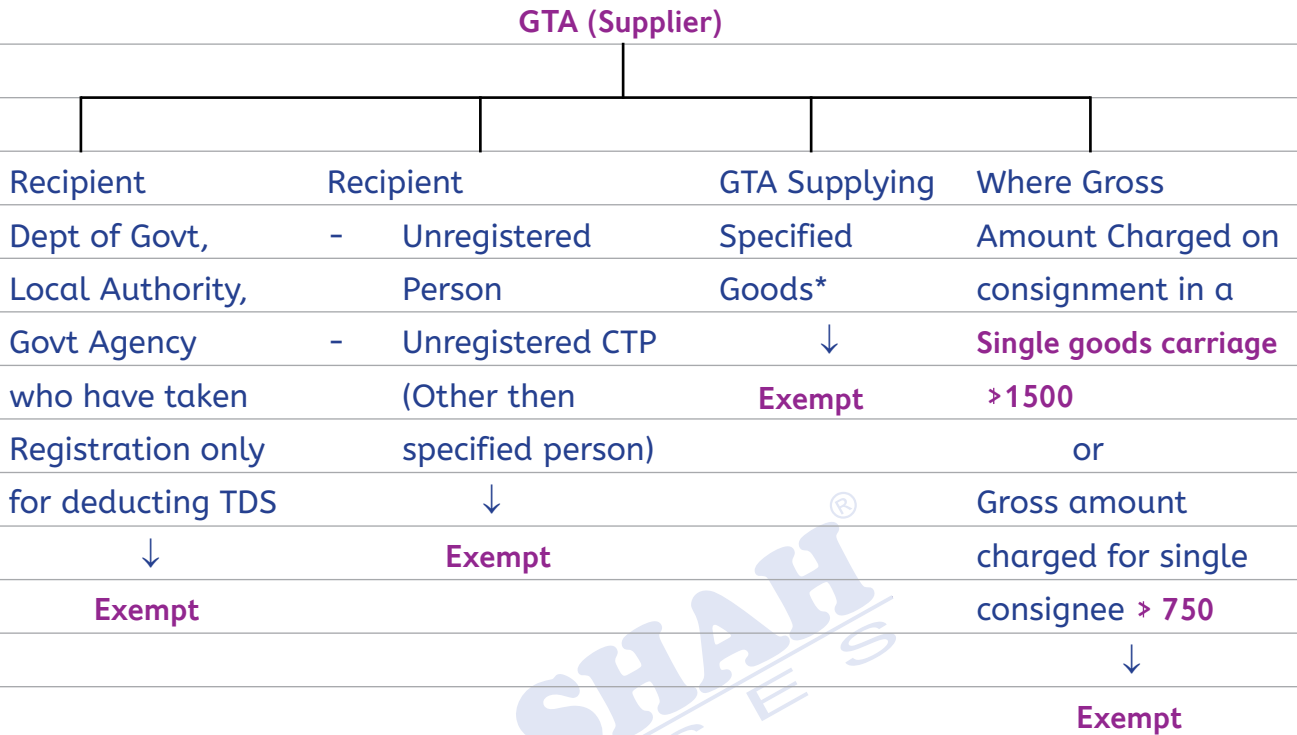 GTA (Supplier)
Recipient
Dept of Govt,
Local Authority,
Govt Agency
who have taken
Registration only
for deducting TDS
↓
Exempt
Recipient
- Unregistered
Person
- Unregistered CTP
(Other then
specified person)
↓
Exempt
GTA Supplying
Specified
Goods*
↓
Exempt
Where Gross
Amount Charged on
consignment in a
Single goods carriage
≯1500
or
Gross amount
charged for single
consignee ≯ 750
↓
Exempt
SHAH ®